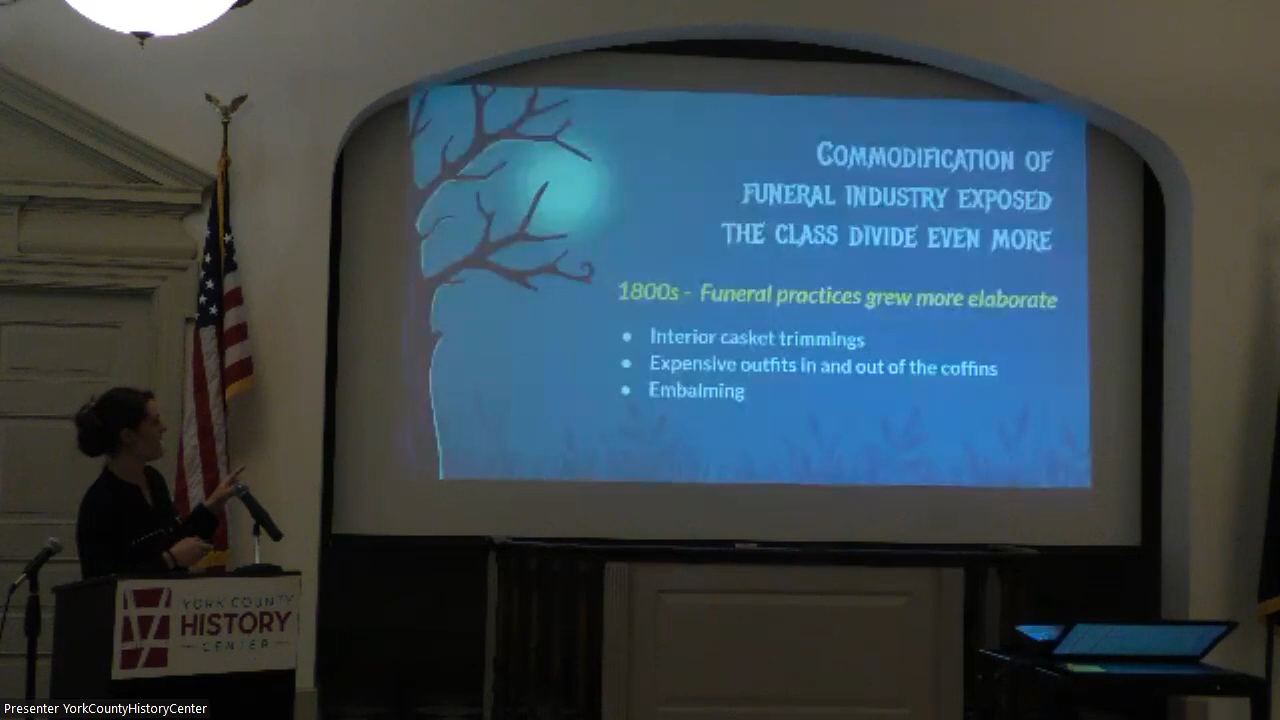 COMMODIFICATION OF
FUNERAL INDUSTRY EXPOSED
THE CLASS DIVIDE EVEN MORE
1800s - Funeral practices grew more elaborate
• Interior casket trimmings
• Expensive outfits in and out of the coffins
• Embalming
YORK COUNTY
HISTORY
CENTER
Presenter YorkCountyHistoryCenter